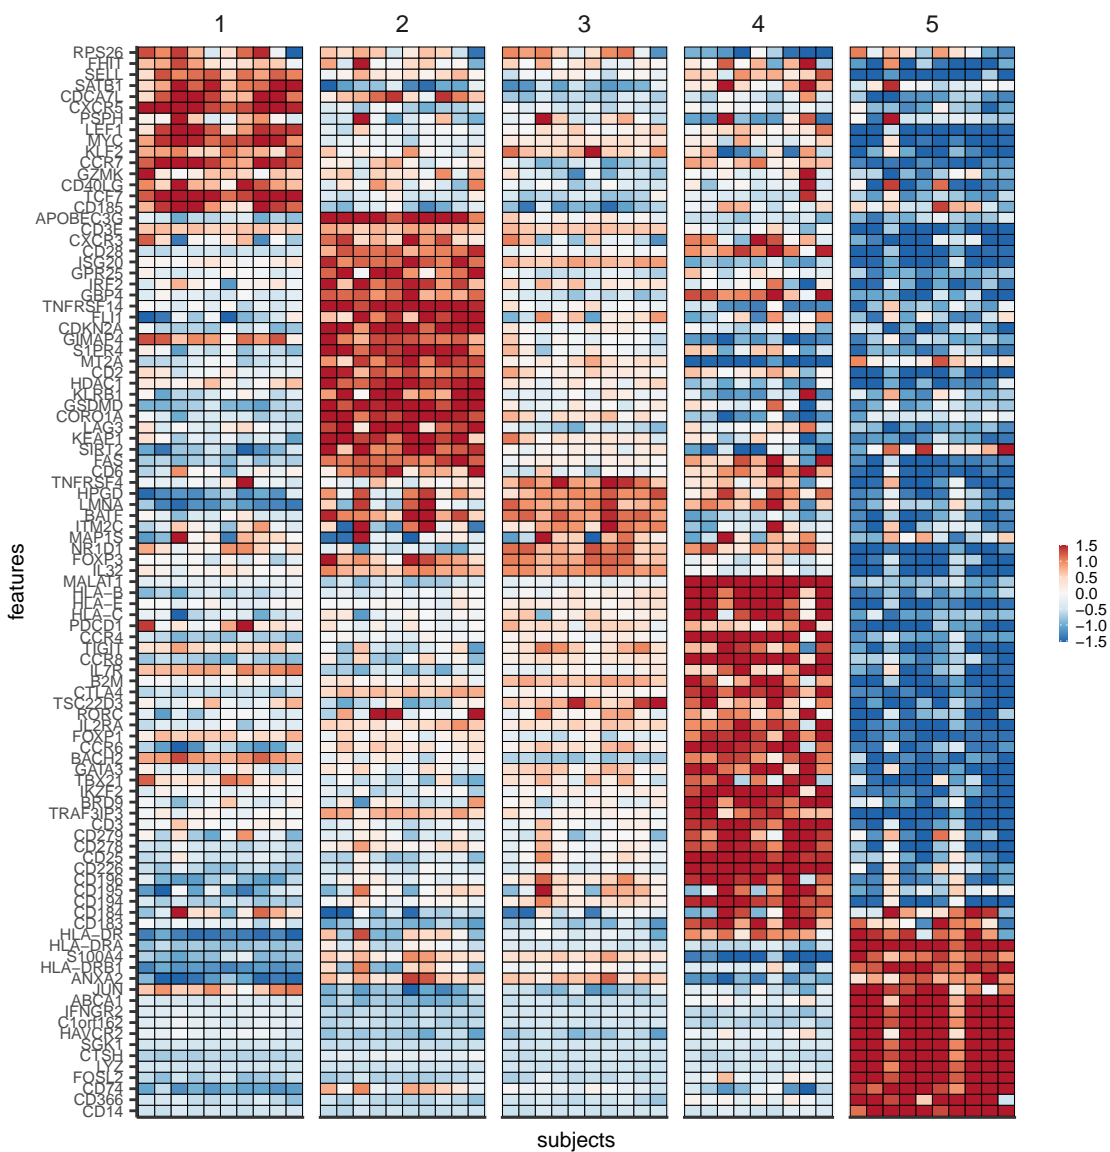 1 2 3 4 5
RPS26
FHIT
SELL
SATB1
CDCA7L
CXCR5
PSPH
LEF1
MYC
KLF2
CCR7
GZMK
CD40LG
TCF7
CD185
APOBEC3G
CD3E
CXCR3
CD28
ISG20
GPR25
IRF2
GBP4
TNFRSF14
FLI1
CDKN2A
GIMAP4
S1PR4
MT2A
CD2
HDAC1
KLRB1
GSDMD
CORO1A
LAG3
KEAP1
SIRT2
FAS
CD6
TNFRSF4
HPGD
LMNA
BATF
ITM2C
MAP1S
NR1D1
FOXP3
IL32
MALAT1
HLA−B
HLA−E
HLA−C
PDCD1
CCR4
TIGIT
CCR8
IL7R
B2M
CTLA4
TSC22D3
RORC
IL2RA
FOXP1
CCR6
BACH2
GATA3
TBX21
IKZF2
BRD9
TRAF3IP3
CD3
CD279
CD278
CD25
CD226
CD196
CD195
CD194
CD184
CD183
HLA−DR
HLA−DRA
S100A4
HLA−DRB1
ANXA2
JUN
ABCA1
IFNGR2
C1orf162
HAVCR2
SGK1
CTSH
LYZ
FOSL2
CD74
CD366
CD14
features
subjects
1.5
1.0
0.5
0.0
−0.5
−1.0
−1.5